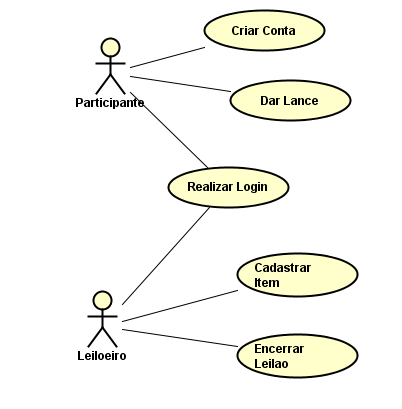 Criar Conta
Dar Lance
Participante
Realizar Login
Cadastrar
Item
Leiloeiro
Encerrar
Leilao